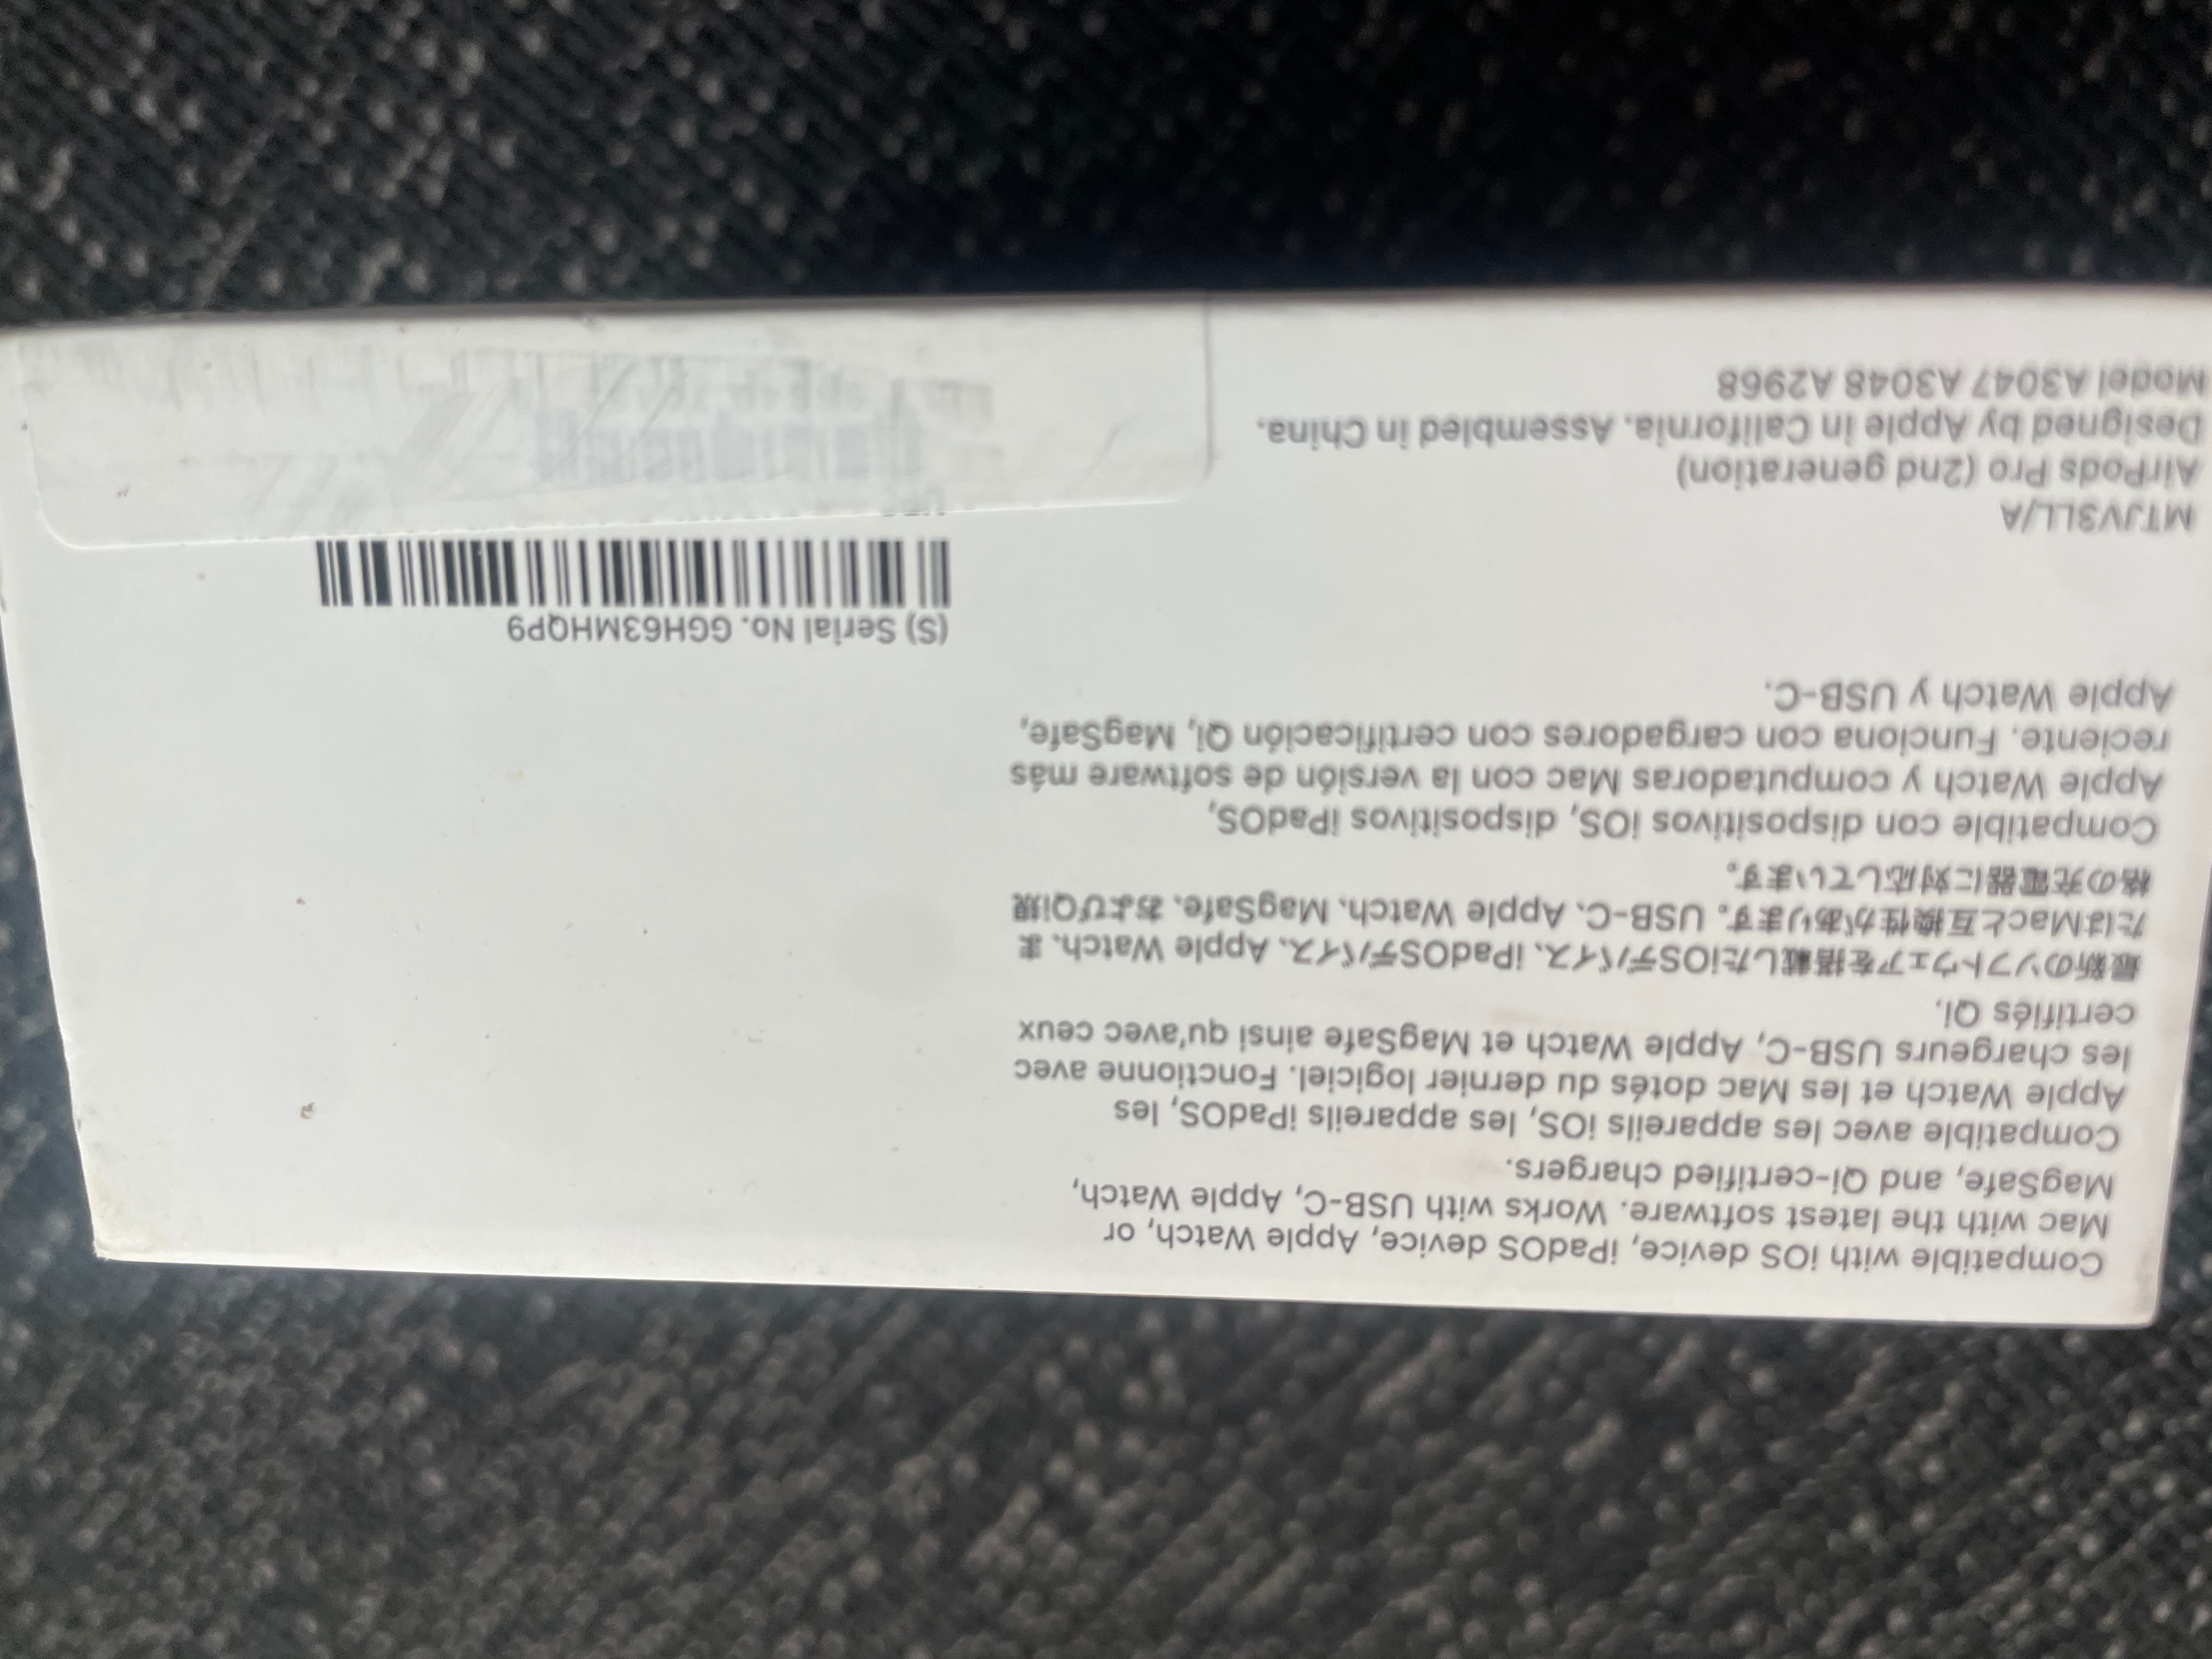 Compatible with iOS device, iPadOS device, Apple Watch, or
Mac with the latest software. Works with USB-C, Apple Watch,
MagSafe, and Qi-certified chargers.
Compatible avec les appareils iOS, les appareils iPadOS, les
Apple Watch et les Mac dotés du dernier logiciel. Fonctionne avec
les chargeurs USB-C, Apple Watch et MagSafe ainsi qu'avec ceux
certifiés Qi.
最新のソフトウェアを搭載したiOSデバイス、iPadOSデバイス、Apple Watch、ま
たはMacと互換性があります。USB-C、Apple Watch、MagSafe、およびQi規
格の充電器に対応しています。
Compatible con dispositivos iOS, dispositivos iPadOS,
Apple Watch y computadoras Mac con la versión de software más
reciente. Funciona con cargadores con certificación Qi, MagSafe,
Apple Watch y USB-C.
(S) Serial No. GGH63MHQP9
MTJV3LL/A
AirPods Pro (2nd generation)
Designed by Apple in California. Assembled in China.
Model A3047 A3048 A2968